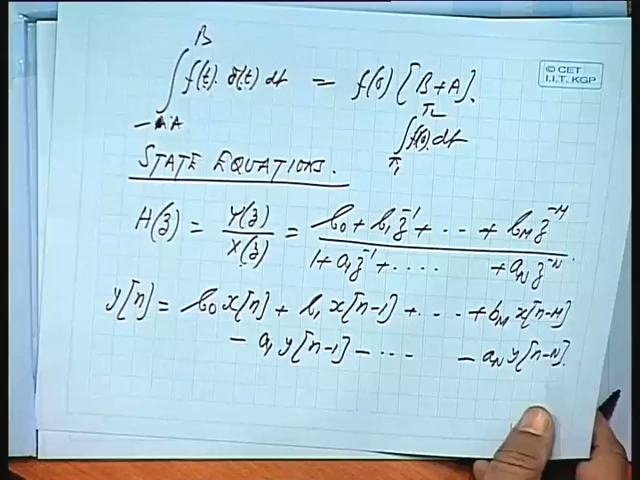 ∫_{-A}^{B} f(t). δ(t) dt = f(0) [B+A].
© CET
I.I.T. KGP
∫_{T₁}^{T₂} f(0).dt
STATE EQUATIONS.
H(z) = Y(z)/X(z) = (b₀ + b₁z⁻¹ + - .. + b_M z^{-M}) / (1 + a₁z⁻¹ + .... + a_N z^{-N}).
y[n] = b₀ x[n] + b₁ x[n-1] + ... + b_M x[n-M]
- a₁ y[n-1] - ... - a_N y[n-N].